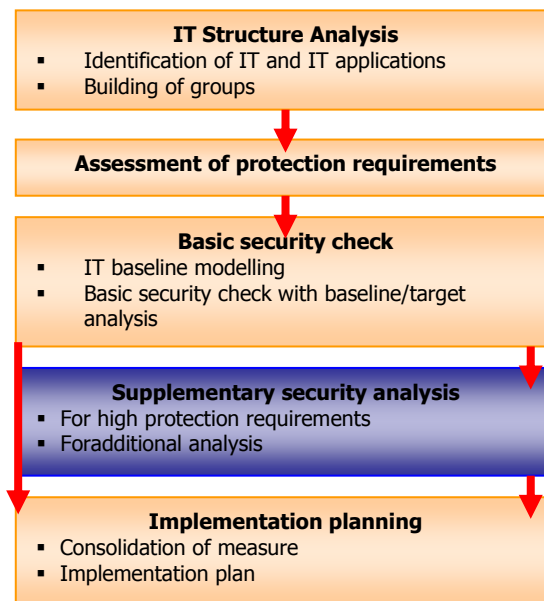 IT Structure Analysis
▪ Identification of IT and IT applications
▪ Building of groups
Assessment of protection requirements
Basic security check
▪ IT baseline modelling
▪ Basic security check with baseline/target
analysis
Supplementary security analysis
▪ For high protection requirements
▪ Foradditional analysis
Implementation planning
▪ Consolidation of measure
▪ Implementation plan